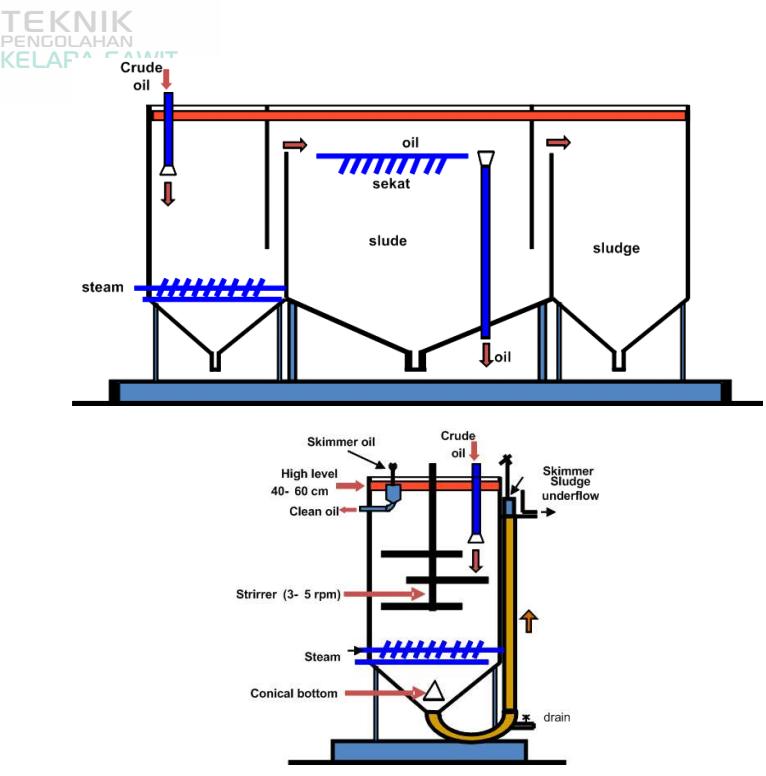 TEKNIK
PENGOLAHAN
KELAPA SAWIT
Crude
oil
oil
sekat
slude
sludge
steam
oil
Skimmer oil
Crude
oil
Skimmer
Sludge
underflow
High level
40- 60 cm
Clean oil
Strirrer (3- 5 rpm)
Steam
Conical bottom
drain